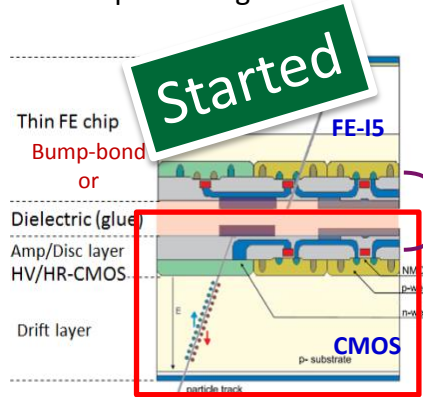 Started
Thin FE chip
FE-I5
Bump-bond
or
Dielectric (glue)
Amp/Disc layer
HV/HR-CMOS
E
Drift layer
CMOS
p- substrate
particle track